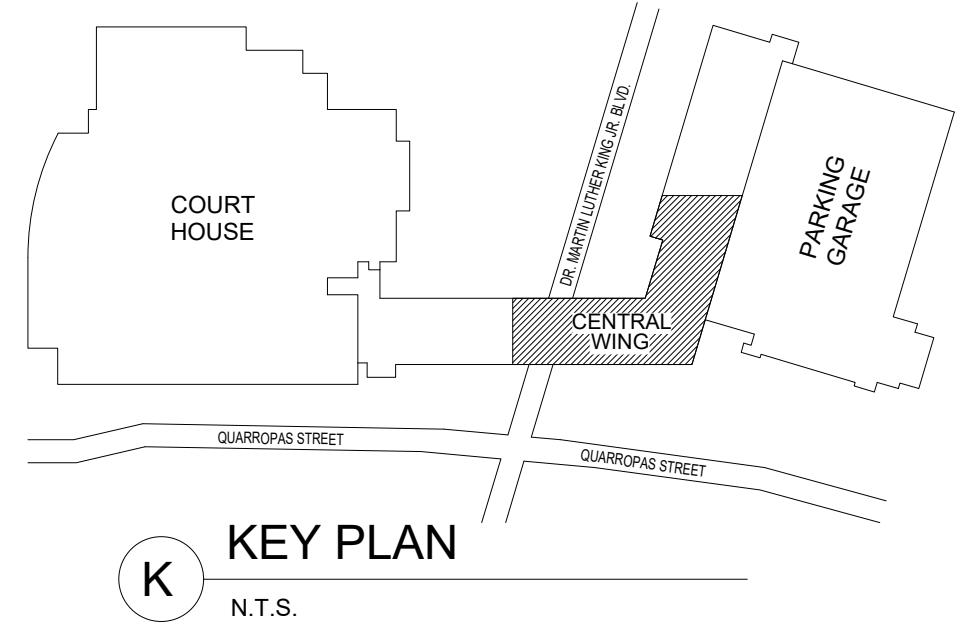 COURT
HOUSE
DR. MARTIN LUTHER KING JR. BLVD.
PARKING
GARAGE
CENTRAL
WING
QUARROPAS STREET
QUARROPAS STREET
K
KEY PLAN
N.T.S.